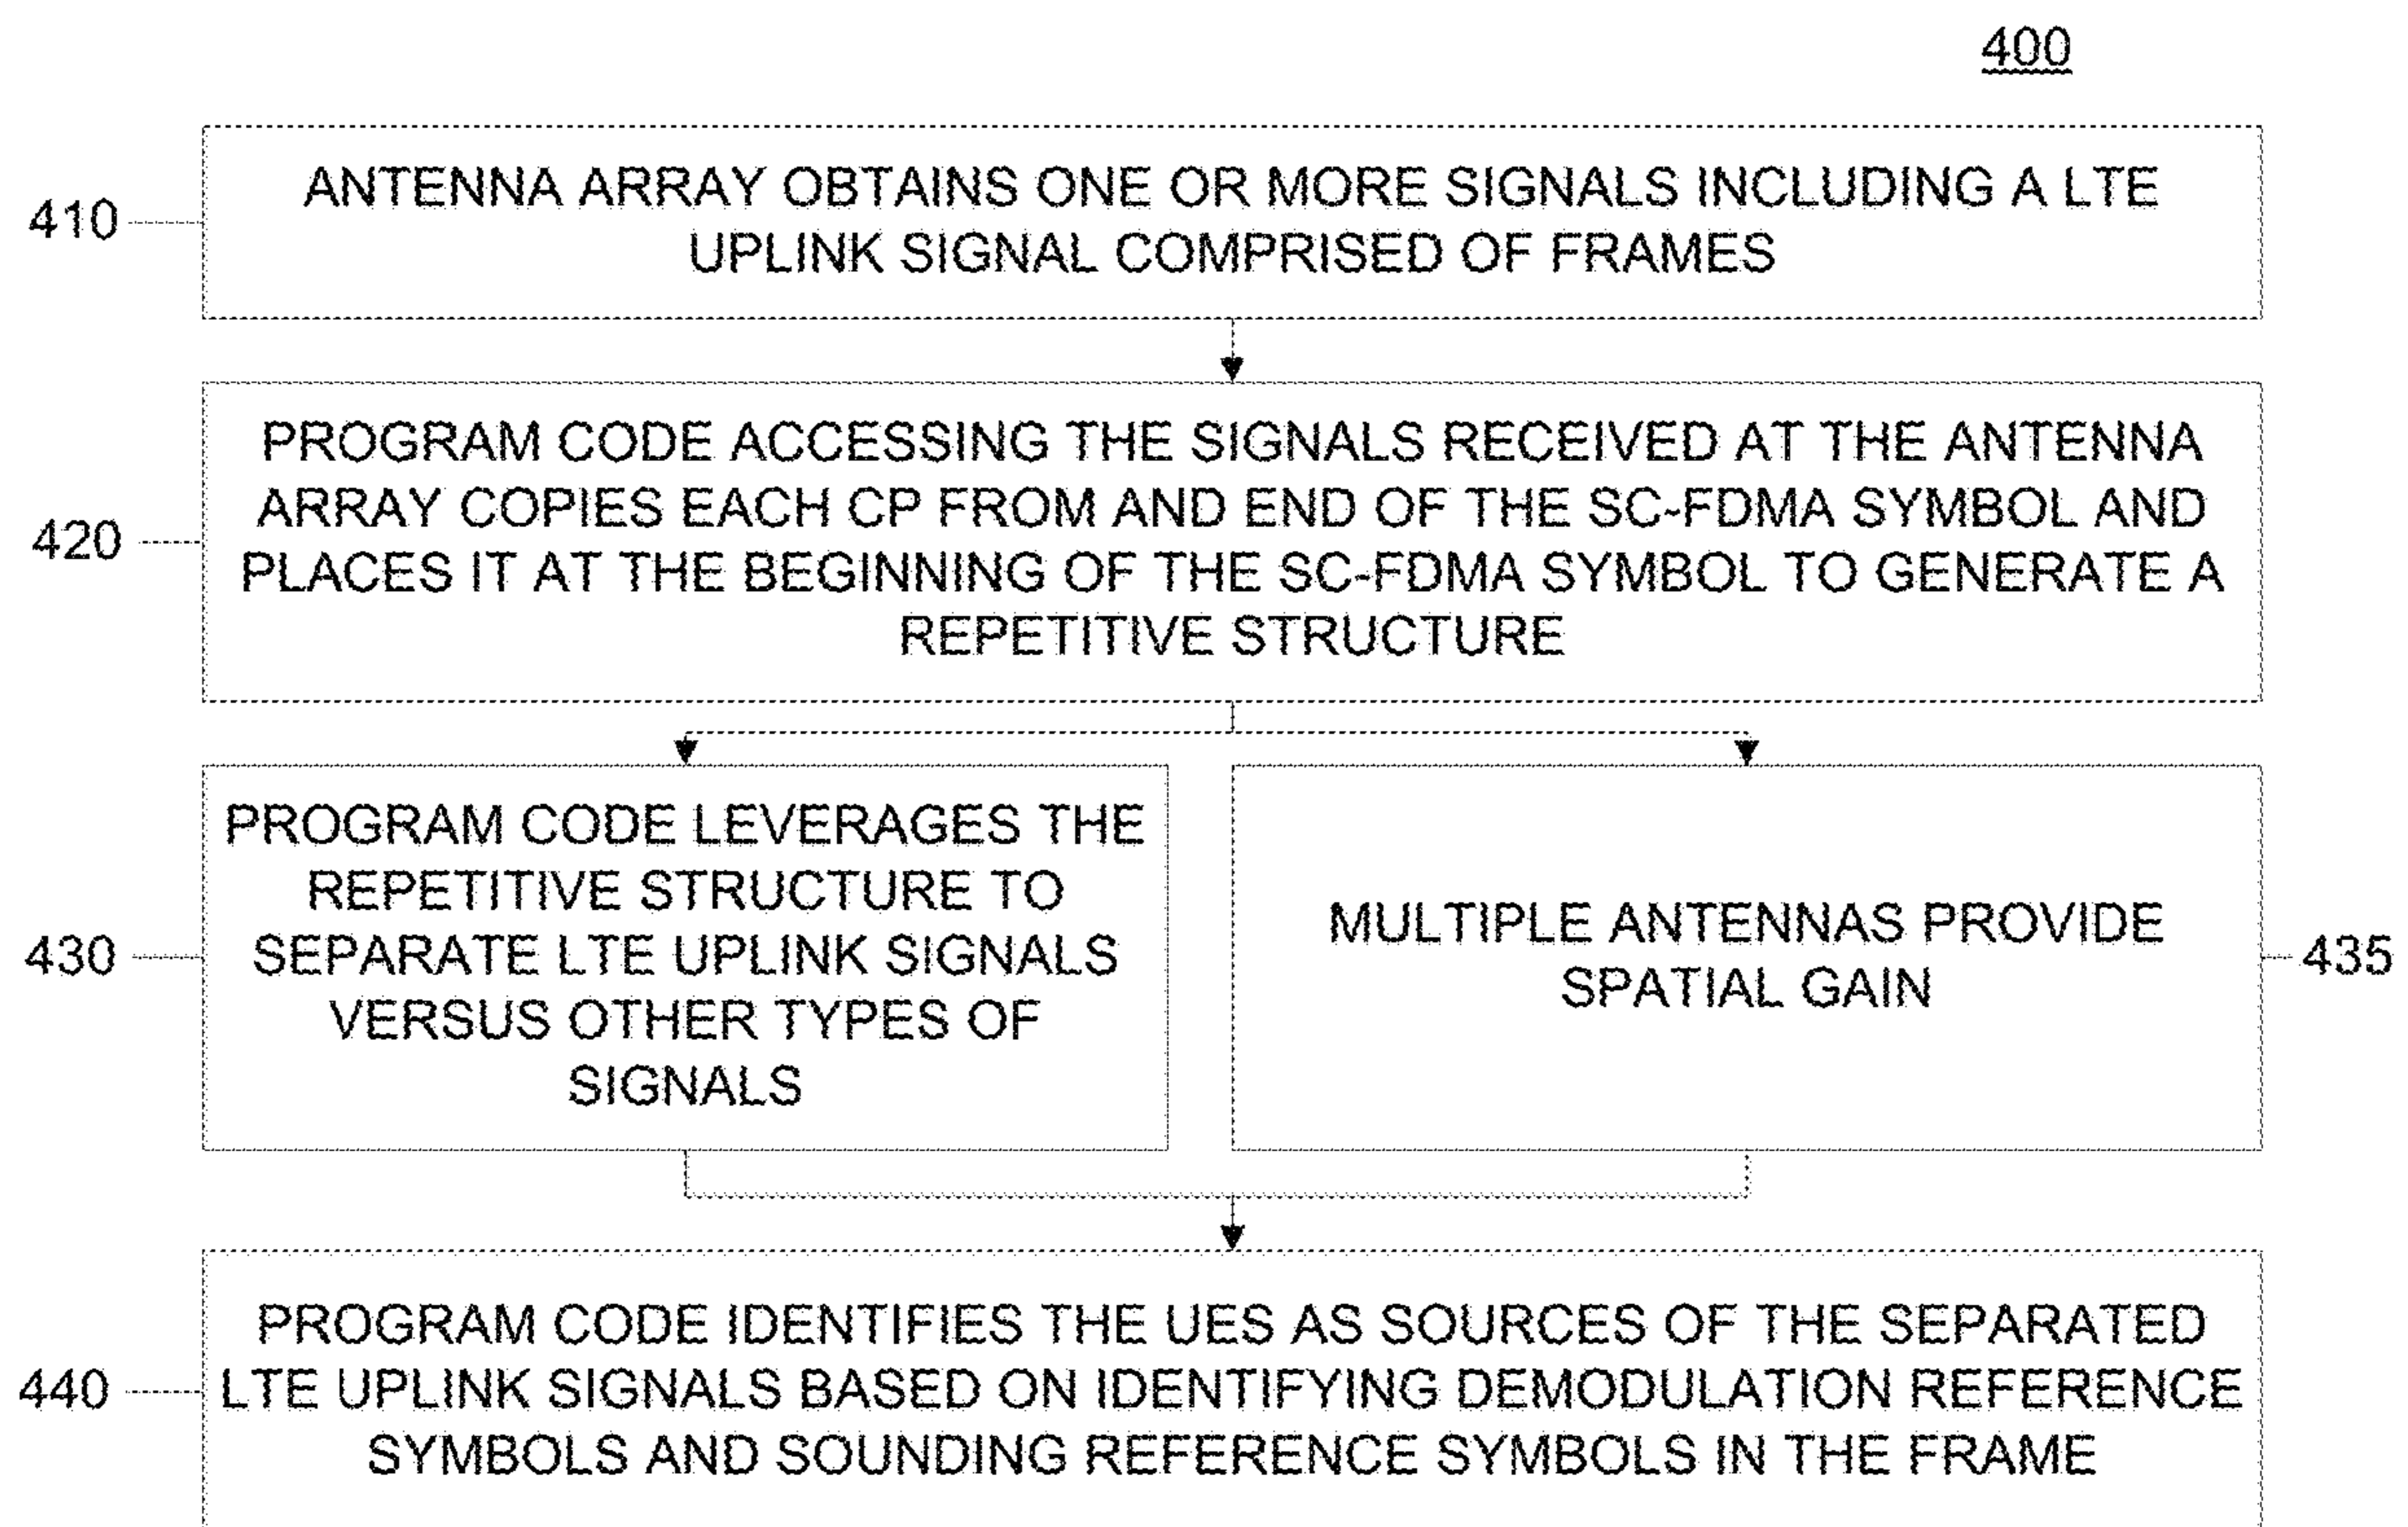 400
410
ANTENNA ARRAY OBTAINS ONE OR MORE SIGNALS INCLUDING A LTE
UPLINK SIGNAL COMPRISED OF FRAMES
420
PROGRAM CODE ACCESSING THE SIGNALS RECEIVED AT THE ANTENNA
ARRAY COPIES EACH CP FROM AND END OF THE SC-FDMA SYMBOL AND
PLACES IT AT THE BEGINNING OF THE SC-FDMA SYMBOL TO GENERATE A
REPETITIVE STRUCTURE
430
PROGRAM CODE LEVERAGES THE
REPETITIVE STRUCTURE TO
SEPARATE LTE UPLINK SIGNALS
VERSUS OTHER TYPES OF
SIGNALS
MULTIPLE ANTENNAS PROVIDE
SPATIAL GAIN
435
440
PROGRAM CODE IDENTIFIES THE UES AS SOURCES OF THE SEPARATED
LTE UPLINK SIGNALS BASED ON IDENTIFYING DEMODULATION REFERENCE
SYMBOLS AND SOUNDING REFERENCE SYMBOLS IN THE FRAME